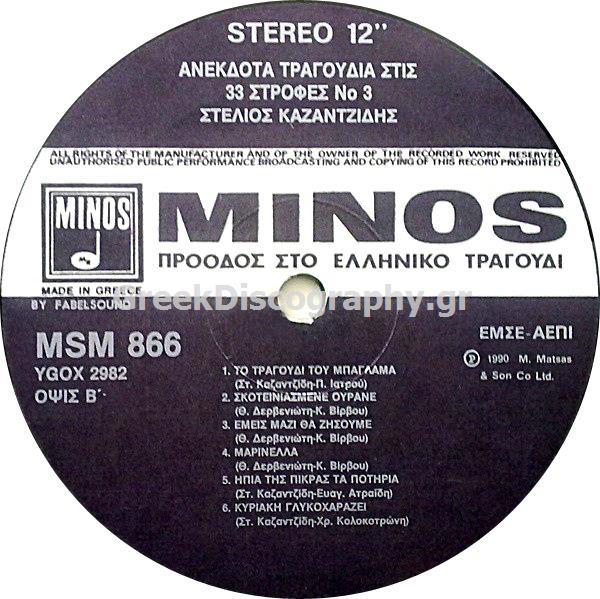 STEREO 12"
ΑΝΕΚΔΟΤΑ ΤΡΑΓΟΥΔΙΑ ΣΤΙΣ
33 ΣΤΡΟΦΕΣ Νο 3
ΣΤΕΛΙΟΣ ΚΑΖΑΝΤΖΙΔΗΣ
ALL RIGHTS OF THE MANUFACTURER AND OF THE OWNER OF THE RECORDED WORK RESERVED
UNAUTHORISED PUBLIC PERFORMANCE BROADCASTING AND COPYING OF THIS RECORD PROHIBITED
MINOS
MINOS
ΠΡΟΟΔΟΣ ΣΤΟ ΕΛΛΗΝΙΚΟ ΤΡΑΓΟΥΔΙ
MADE IN GREECE
BY FABELSOUND
GreekDiscography.gr
MSM 866
YGOX 2982
ΟΨΙΣ Β΄
ΕΜΣΕ-ΑΕΠΙ
Ⓟ 1990 M. Matsas
& Son Co Ltd.
1. ΤΟ ΤΡΑΓΟΥΔΙ ΤΟΥ ΜΠΑΓΛΑΜΑ
(Στ. Καζαντζίδη-Π. Ιατρού)
2. ΣΚΟΤΕΙΝΙΑΣΜΕΝΕ ΟΥΡΑΝΕ
(Θ. Δερβενιώτη-Κ. Βίρβου)
3. ΕΜΕΙΣ ΜΑΖΙ ΘΑ ΖΗΣΟΥΜΕ
(Θ. Δερβενιώτη-Κ. Βίρβου)
4. ΜΑΡΙΝΕΛΛΑ
(Θ. Δερβενιώτη-Κ. Βίρβου)
5. ΗΠΙΑ ΤΗΣ ΠΙΚΡΑΣ ΤΑ ΠΟΤΗΡΙΑ
(Στ. Καζαντζίδη-Ευαγ. Ατραΐδη)
6. ΚΥΡΙΑΚΗ ΓΛΥΚΟΧΑΡΑΖΕΙ
(Στ. Καζαντζίδη-Χρ. Κολοκοτρώνη)